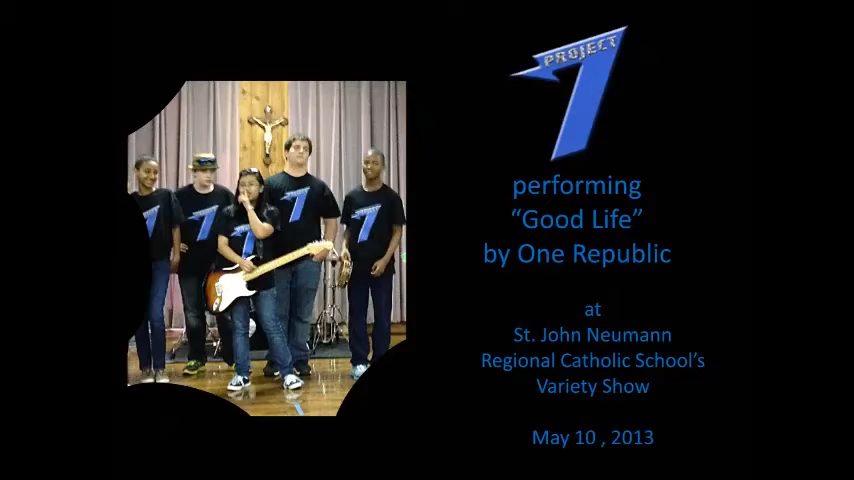 PROJECT
7
performing
“Good Life”
by One Republic
at
St. John Neumann
Regional Catholic School’s
Variety Show
May 10 , 2013